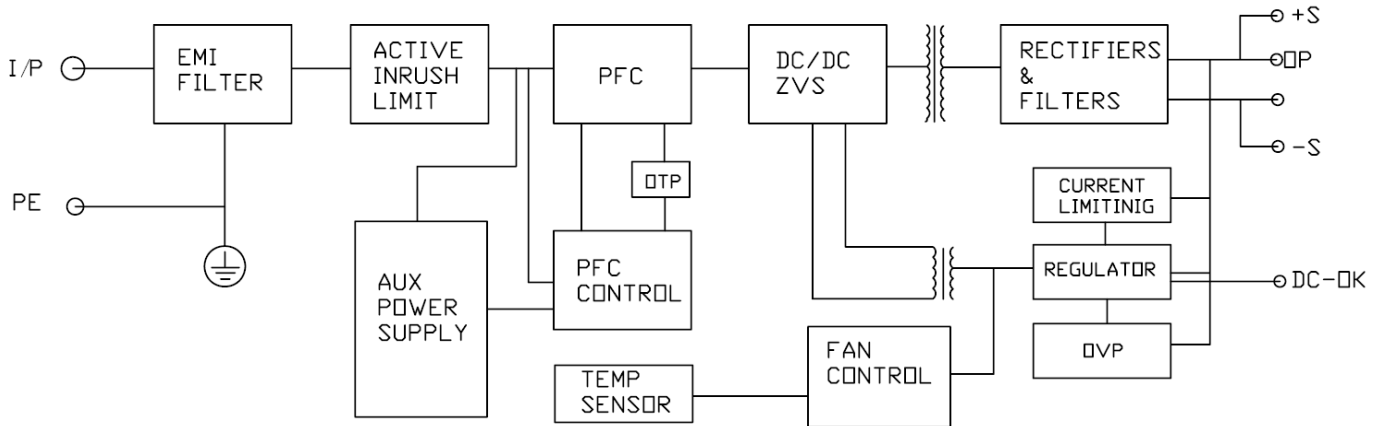 I/P
EMI
FILTER
ACTIVE
INRUSH
LIMIT
PFC
DC/DC
ZVS
RECTIFIERS
&
FILTERS
+S
OP
-S
PE
OTP
CURRENT
LIMITINIG
AUX
POWER
SUPPLY
PFC
CONTROL
REGULATOR
DC-OK
OVP
TEMP
SENSOR
FAN
CONTROL